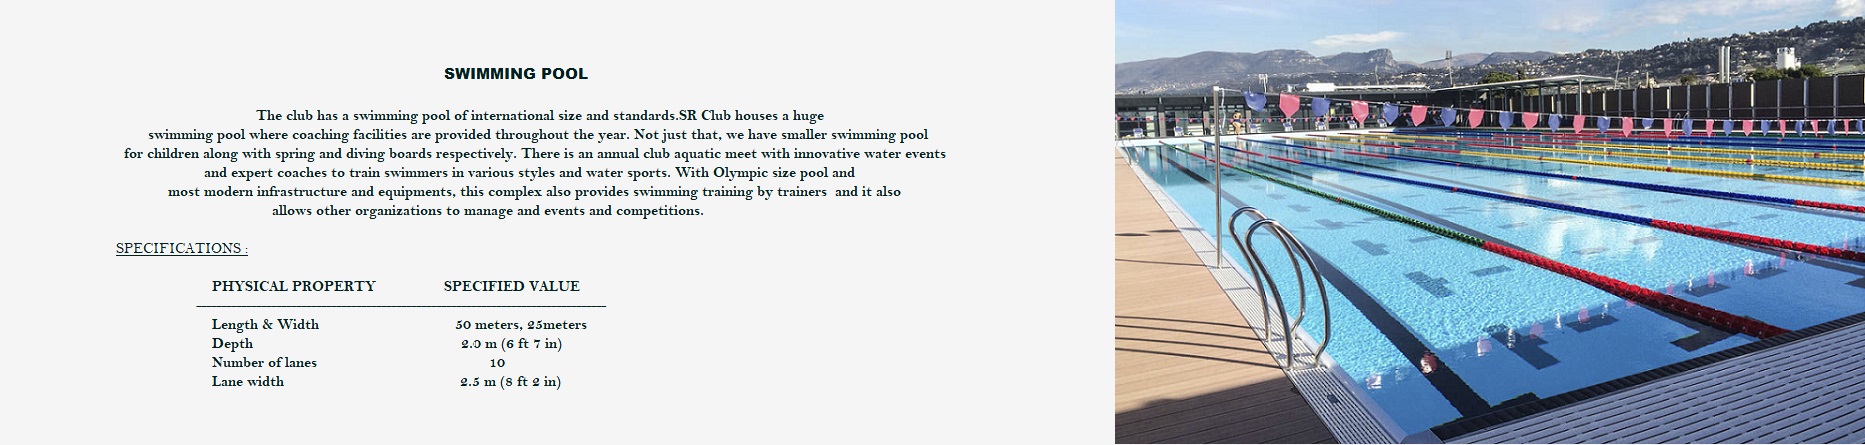 SWIMMING POOL
The club has a swimming pool of international size and standards.SR Club houses a huge
swimming pool where coaching facilities are provided throughout the year. Not just that, we have smaller swimming pool
for children along with spring and diving boards respectively. There is an annual club aquatic meet with innovative water events
and expert coaches to train swimmers in various styles and water sports. With Olympic size pool and
most modern infrastructure and equipments, this complex also provides swimming training by trainers  and it also
allows other organizations to manage and events and competitions.
SPECIFICATIONS :
PHYSICAL PROPERTY SPECIFIED VALUE
Length & Width 50 meters, 25meters
Depth 2.0 m (6 ft 7 in)
Number of lanes 10
Lane width 2.5 m (8 ft 2 in)